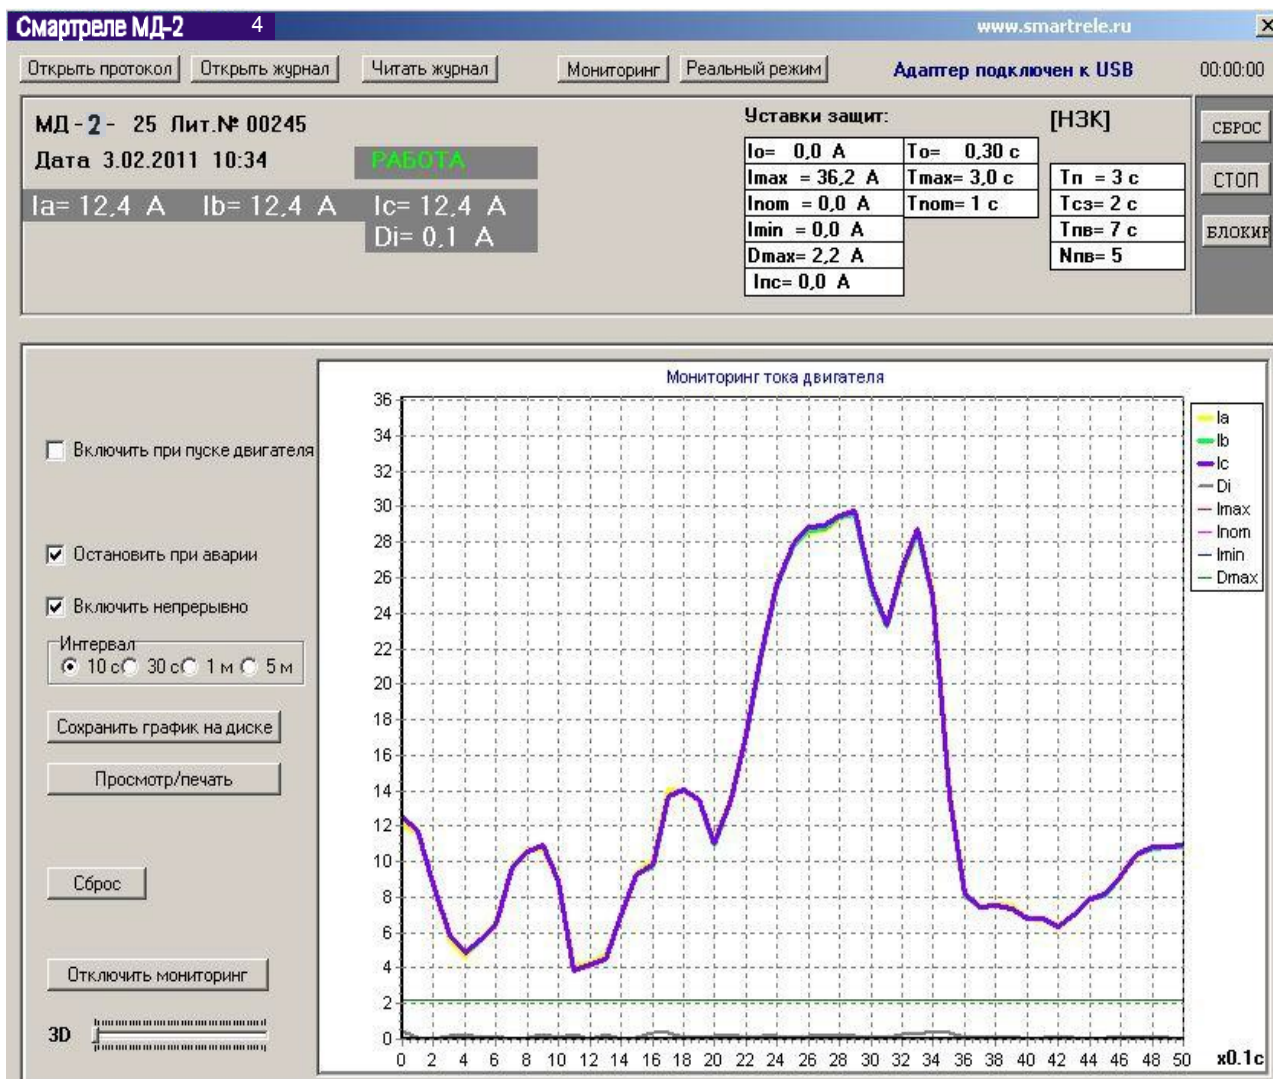 Смартреле МД-2 4 www.smartrele.ru
Открыть протокол Открыть журнал Читать журнал Мониторинг Реальный режим Адаптер подключен к USB 00:00:00
МД-2- 25 Лит.№ 00245 Уставки защит: [НЗК] СБРОС
Дата 3.02.2011 10:34 РАБОТА Io= 0,0 А To= 0,30 с
Imax = 36,2 А Tmax= 3,0 с Тп = 3 с СТОП
Ia= 12,4 А Ib= 12,4 А Ic= 12,4 А Inom = 0,0 А Tnom= 1 с Тсз= 2 с
Di= 0,1 А Imin = 0,0 А Тпв= 7 с БЛОКИР
Dmax= 2,2 А Nпв= 5
Iпс= 0,0 А
Мониторинг тока двигателя
Включить при пуске двигателя
Остановить при аварии
Включить непрерывно
Интервал
10 с 30 с 1 м 5 м
Сохранить график на диске
Просмотр/печать
Сброс
Отключить мониторинг
3D
36
34
32
30
28
26
24
22
20
18
16
14
12
10
8
6
4
2
0
0 2 4 6 8 10 12 14 16 18 20 22 24 26 28 30 32 34 36 38 40 42 44 46 48 50 х0.1с
Ia
Ib
Ic
Di
Imax
Inom
Imin
Dmax